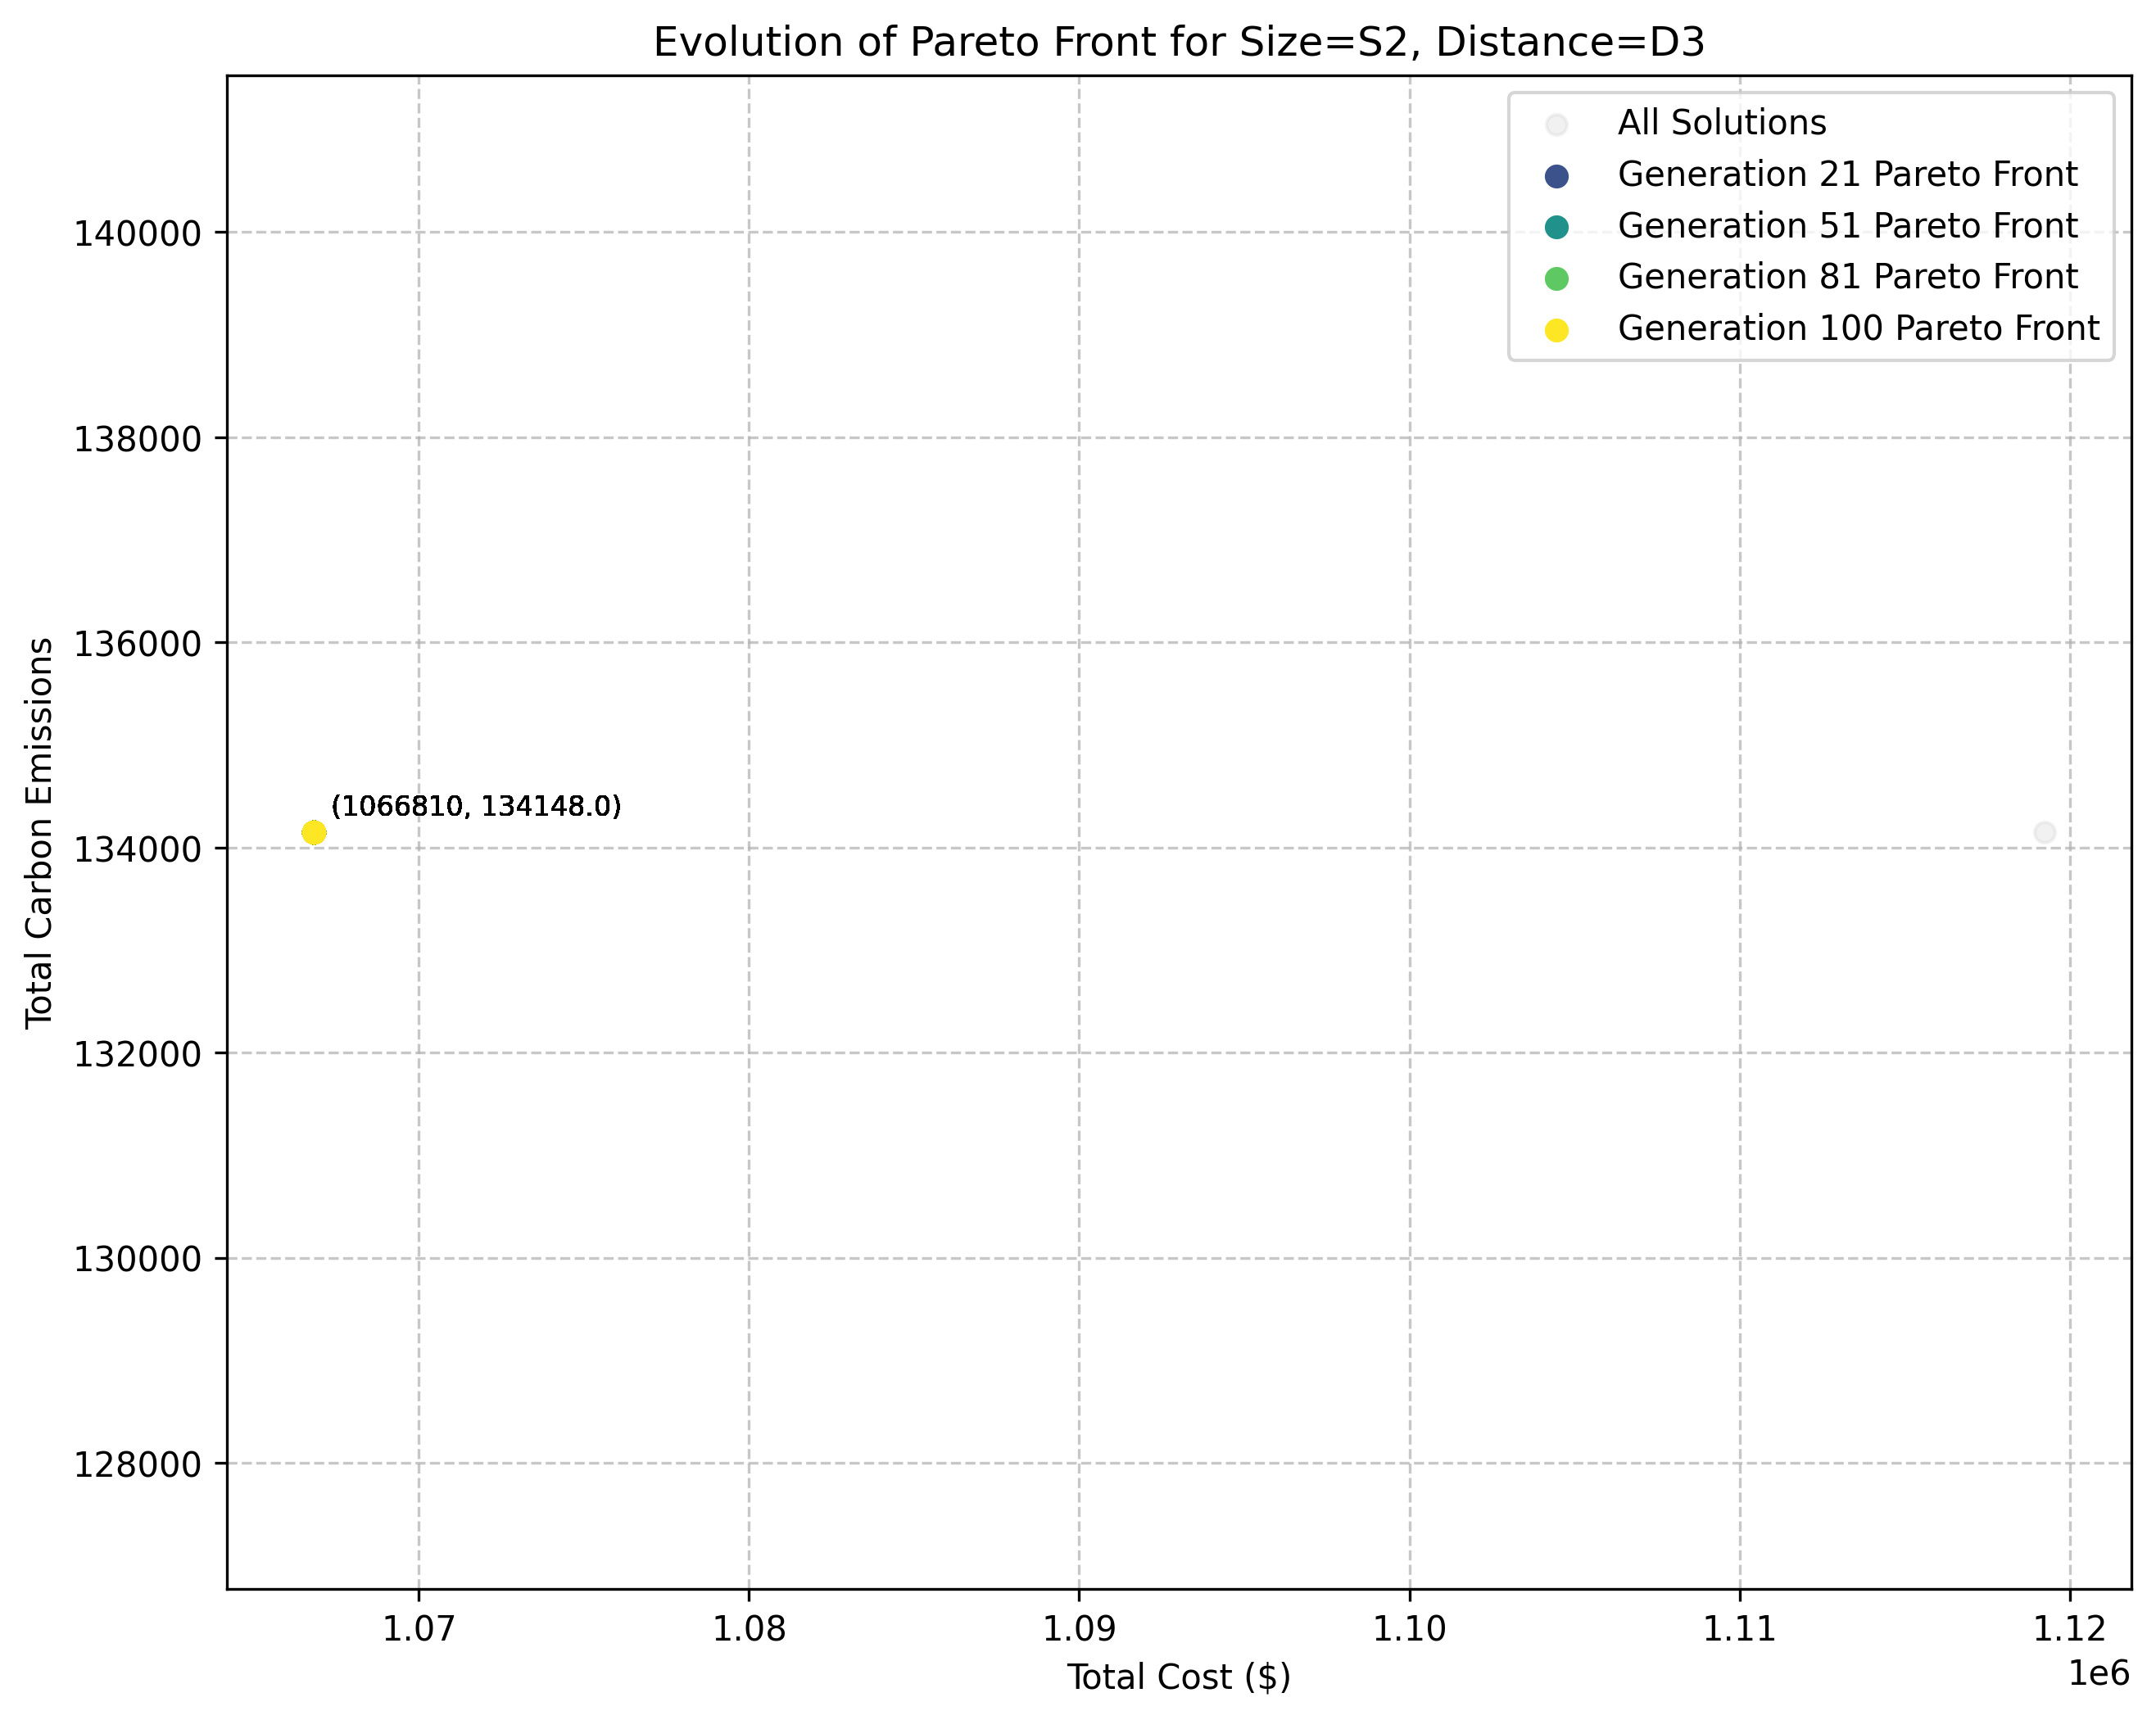 Evolution of Pareto Front for Size=S2, Distance=D3
All Solutions
Generation 21 Pareto Front
Generation 51 Pareto Front
Generation 81 Pareto Front
Generation 100 Pareto Front
Total Carbon Emissions
140000
138000
136000
134000
132000
130000
128000
(1066810, 134148.0)
1.07 1.08 1.09 1.10 1.11 1.12
1e6
Total Cost ($)